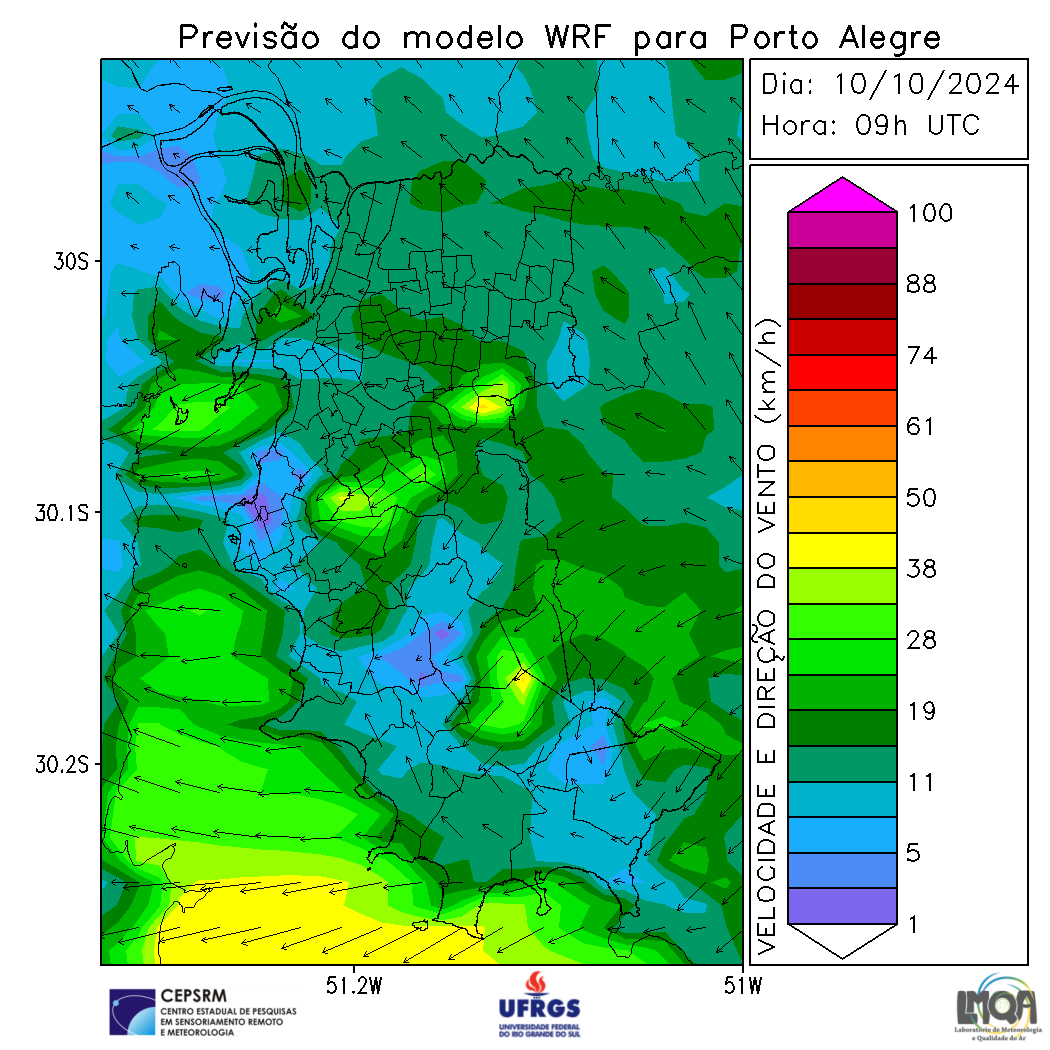 Previsão do modelo WRF para Porto Alegre
Dia: 10/10/2024
Hora: 09h UTC
30S
30.1S
30.2S
51.2W
51W
VELOCIDADE E DIREÇÃO DO VENTO (km/h)
100
88
74
61
50
38
28
19
11
5
1
CEPSRM
CENTRO ESTADUAL DE PESQUISAS
EM SENSORIAMENTO REMOTO
E METEOROLOGIA
UFRGS
UNIVERSIDADE FEDERAL
DO RIO GRANDE DO SUL
LMQA
Laboratório de Meteorologia
e Qualidade do Ar